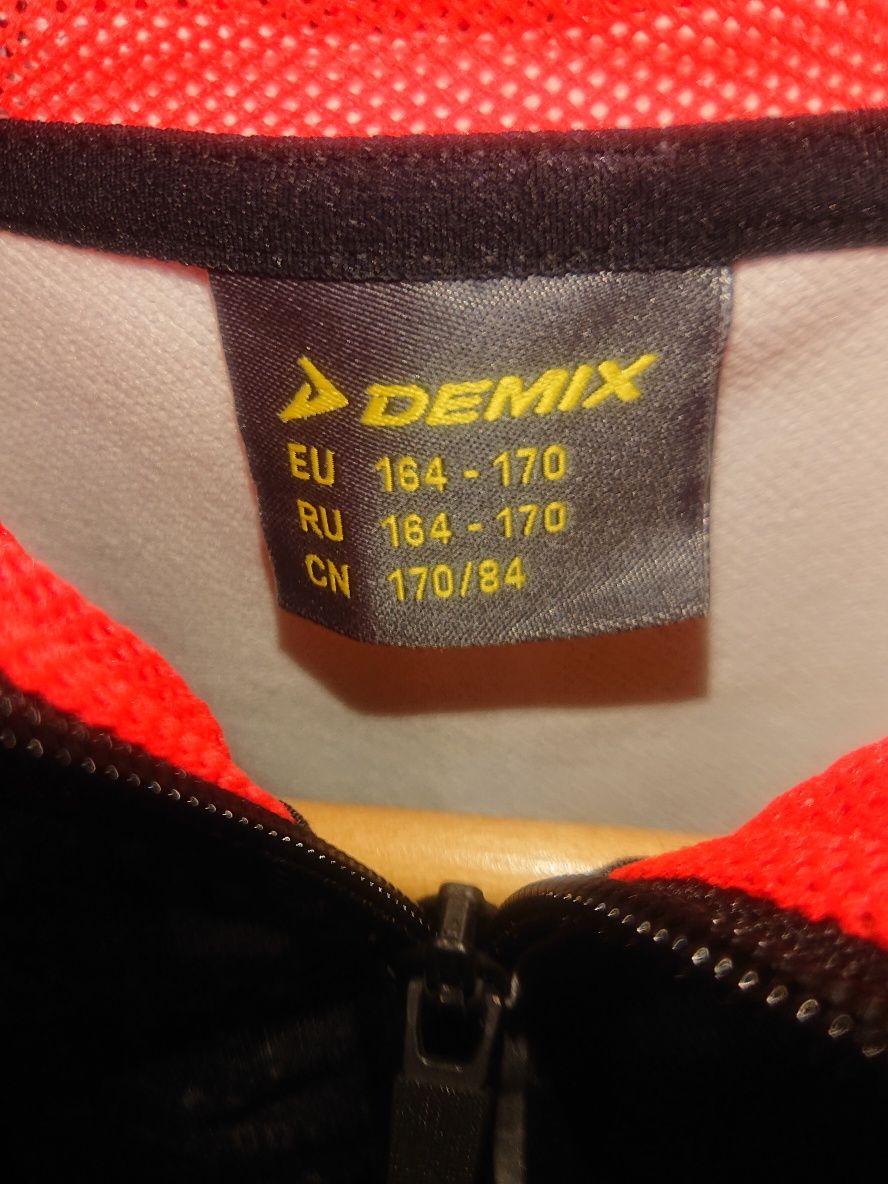 DEMIX
EU 164 - 170
RU 164 - 170
CN 170/84